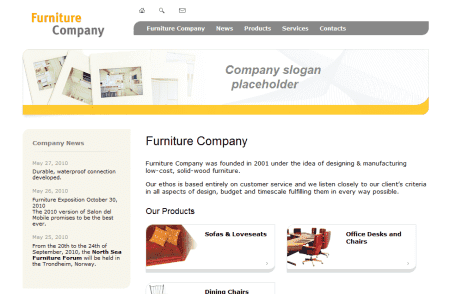 Furniture
Company
Furniture Company News Products Services Contacts
Company slogan
placeholder
Company News
May 27, 2010
Durable, waterproof connection
developed.
May 26, 2010
Furniture Exposition October 30,
2010
The 2010 version of Salon del
Mobile promises to be the best
ever.
May 25, 2010
From the 20th to the 24th of
September, 2010, the North Sea
Furniture Forum will be held in
the Trondheim, Norway.
Furniture Company
Furniture Company was founded in 2001 under the idea of designing & manufacturing
low-cost, solid-wood furniture.
Our ethos is based entirely on customer service and we listen closely to our client's criteria
in all aspects of design, budget and timescale fulfilling them in every way possible.
Our Products
Sofas & Loveseats
Office Desks and
Chairs
Dining Chairs